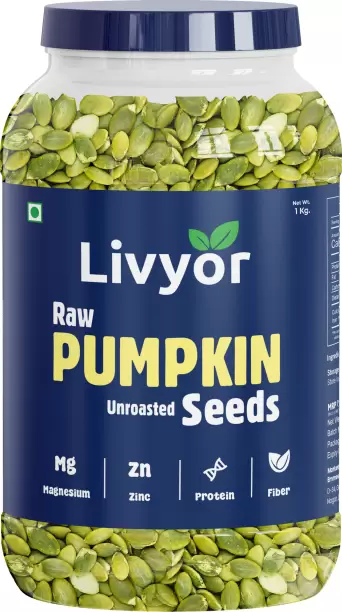 Net Wt.
1 Kg.
Livyor
Raw
PUMPKIN
Unroasted Seeds
Mg
Magnesium
Zn
Zinc
Protein
Fiber